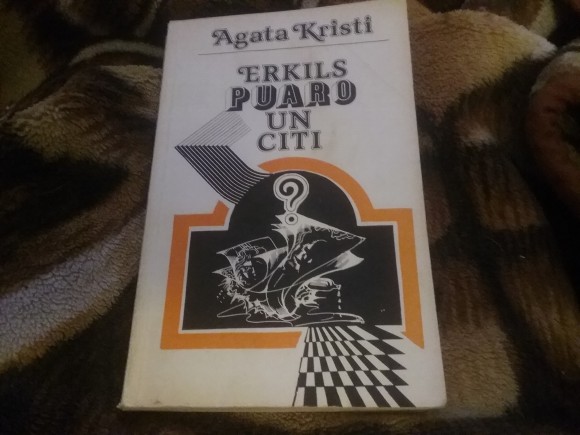 Agata Kristi
ERKILS
PUARO
UN
CITI
?